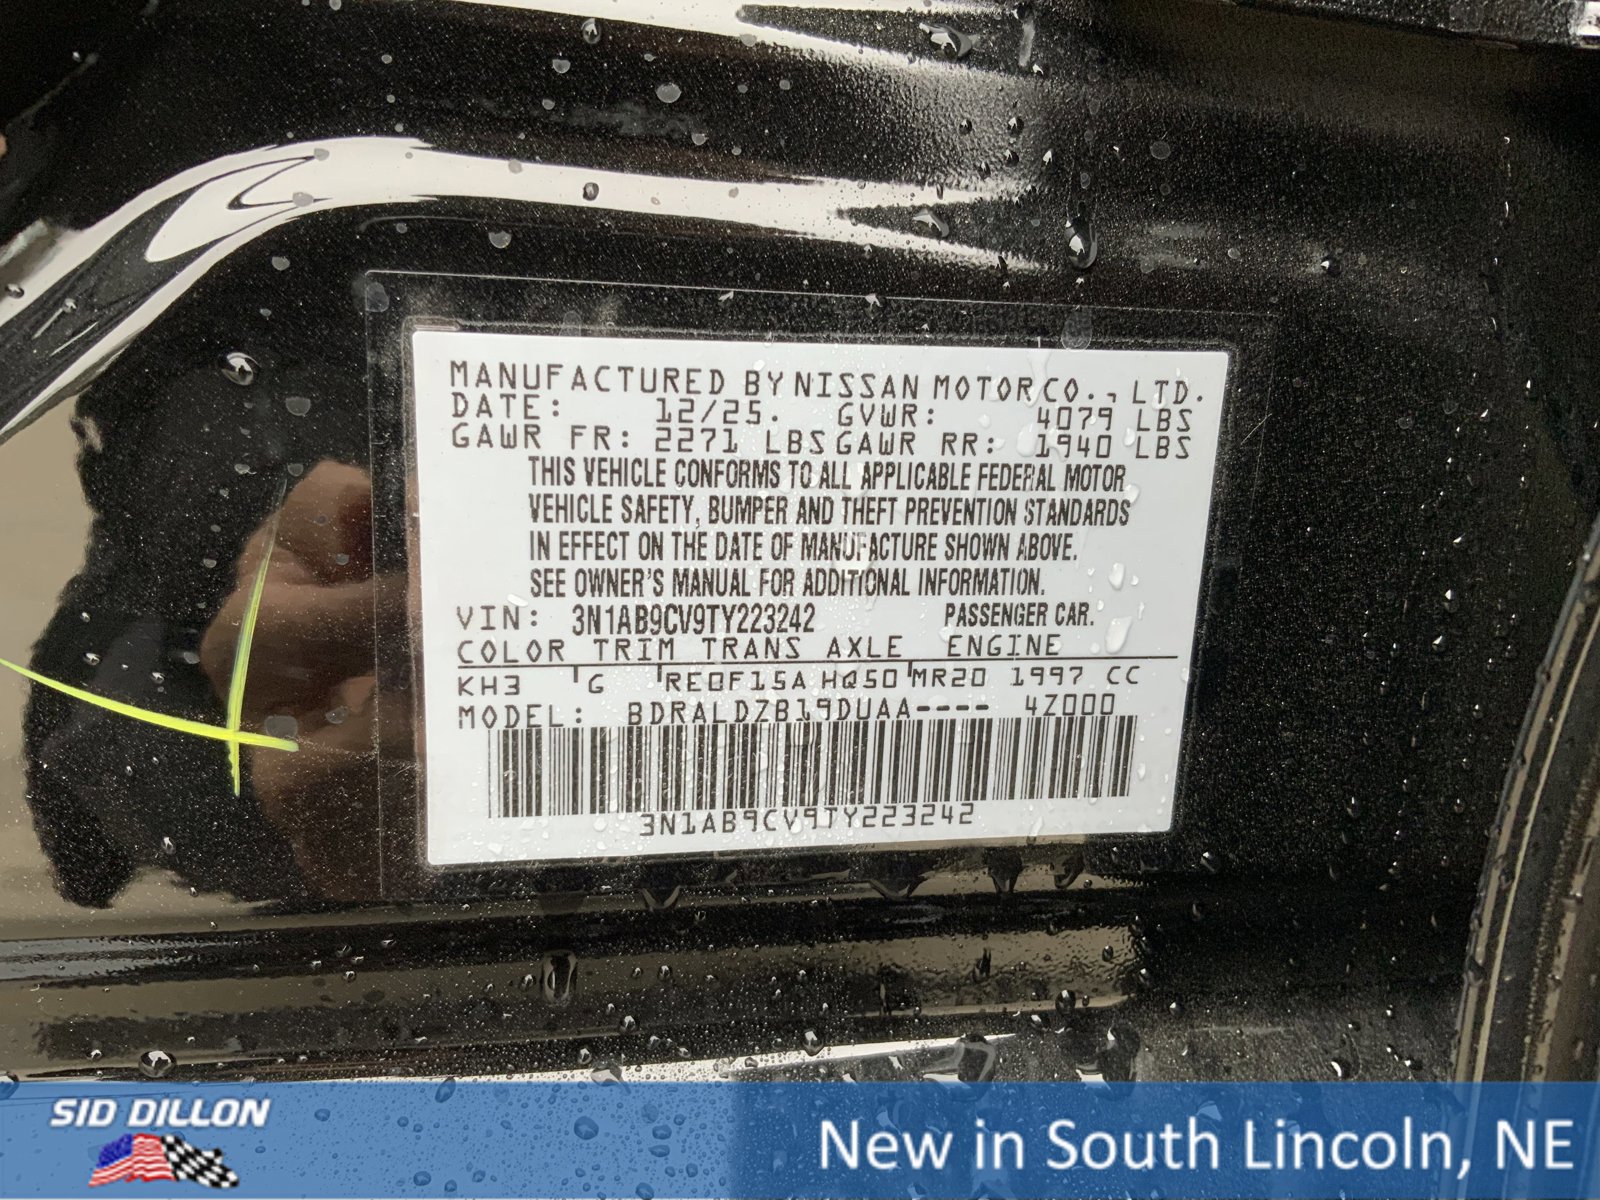 MANUFACTURED BY NISSAN MOTOR CO., LTD.
DATE: 12/25. GVWR: 4079 LBS
GAWR FR: 2271 LBS GAWR RR: 1940 LBS
THIS VEHICLE CONFORMS TO ALL APPLICABLE FEDERAL MOTOR
VEHICLE SAFETY, BUMPER AND THEFT PREVENTION STANDARDS
IN EFFECT ON THE DATE OF MANUFACTURE SHOWN ABOVE.
SEE OWNER'S MANUAL FOR ADDITIONAL INFORMATION.
VIN: 3N1AB9CV9TY223242 PASSENGER CAR.
COLOR TRIM TRANS AXLE ENGINE
KH3 G RE0F15A HQ50 MR20 1997 CC
MODEL: BDRALDZB19DUAA---- 4Z000
3N1AB9CV9TY223242
SID DILLON
New in South Lincoln, NE